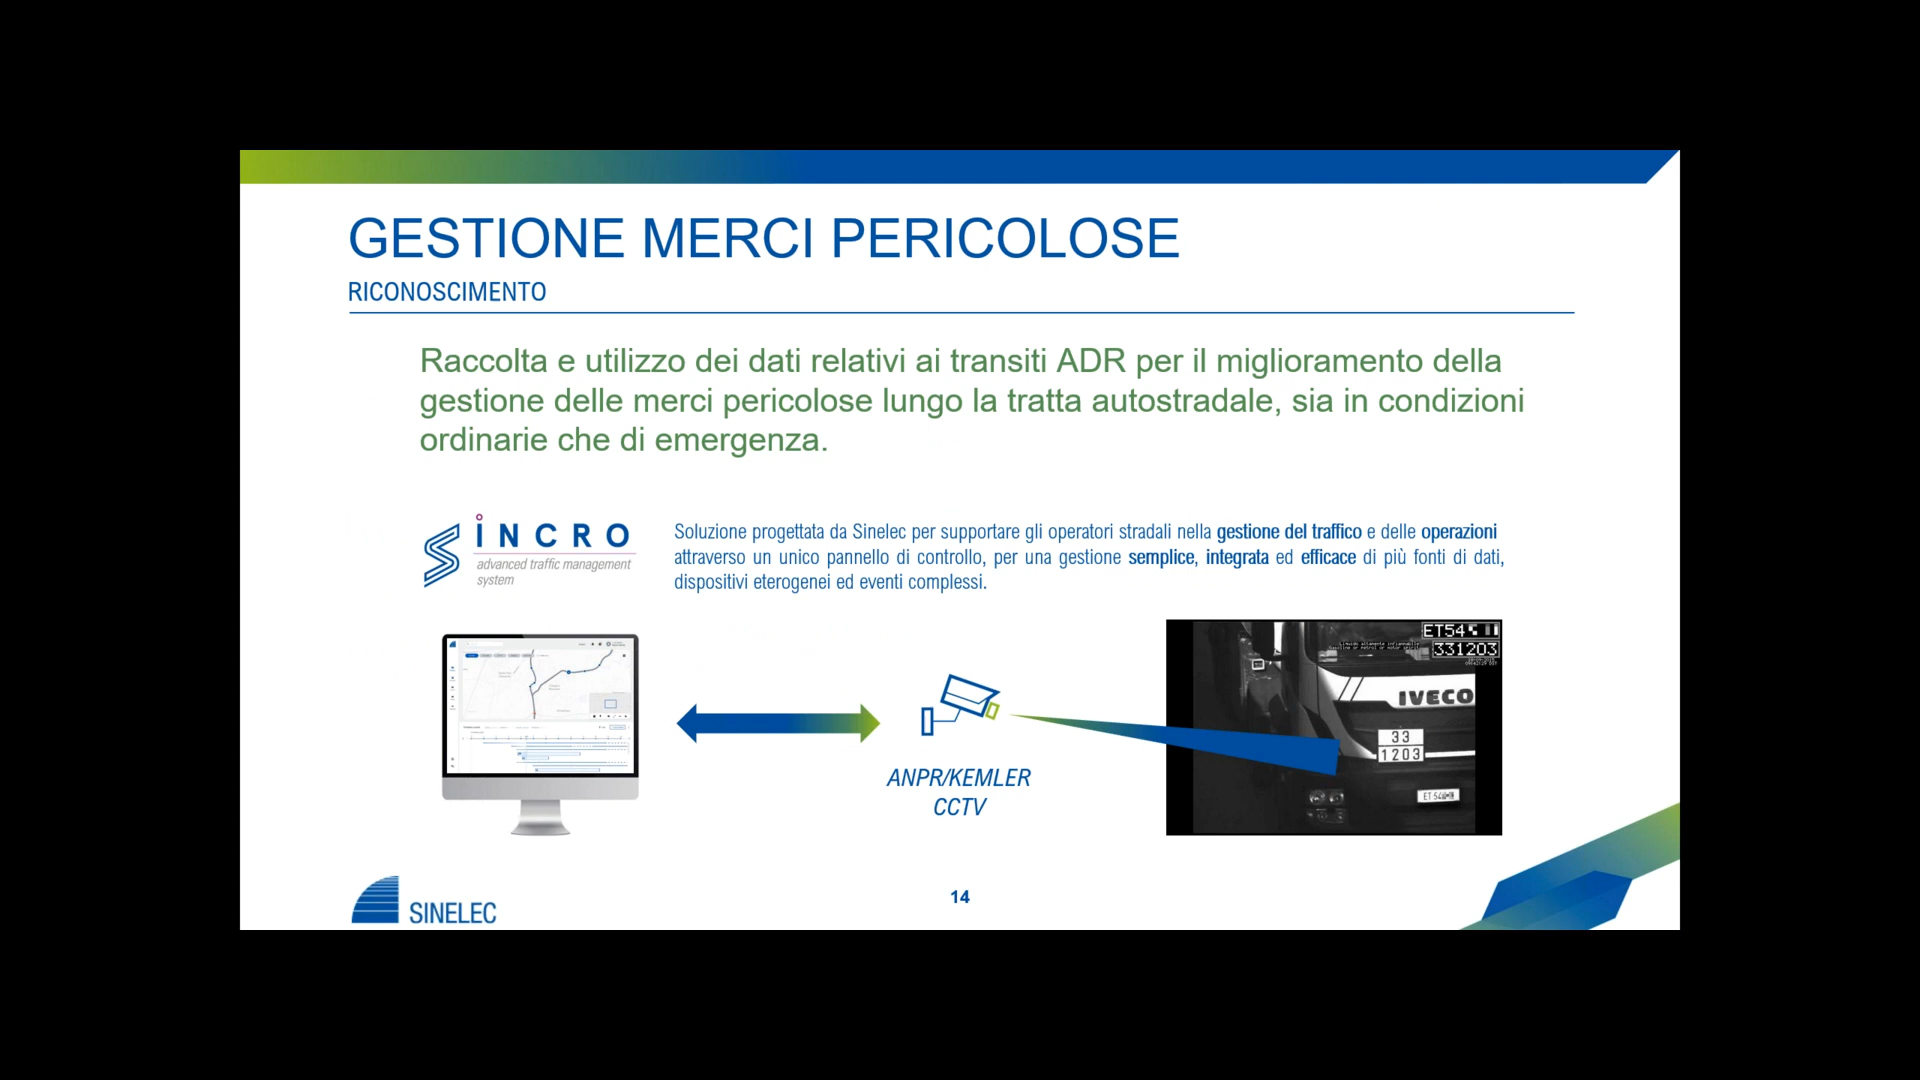 GESTIONE MERCI PERICOLOSE
RICONOSCIMENTO
Raccolta e utilizzo dei dati relativi ai transiti ADR per il miglioramento della
gestione delle merci pericolose lungo la tratta autostradale, sia in condizioni
ordinarie che di emergenza.
SINCRO
advanced traffic management
system
Soluzione progettata da Sinelec per supportare gli operatori stradali nella gestione del traffico e delle operazioni
attraverso un unico pannello di controllo, per una gestione semplice, integrata ed efficace di più fonti di dati,
dispositivi eterogenei ed eventi complessi.
ET54
331203
IVECO
33
1203
ANPR/KEMLER
CCTV
SINELEC
14